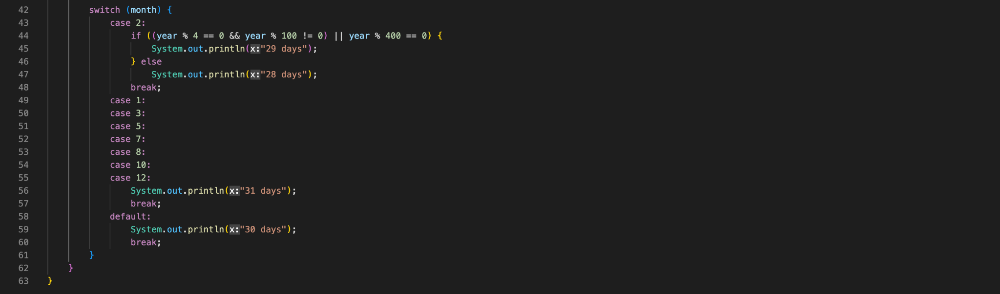 42 switch (month) {
43 case 2:
44 if ((year % 4 == 0 && year % 100 != 0) || year % 400 == 0) {
45 System.out.println(x:"29 days");
46 } else
47 System.out.println(x:"28 days");
48 break;
49 case 1:
50 case 3:
51 case 5:
52 case 7:
53 case 8:
54 case 10:
55 case 12:
56 System.out.println(x:"31 days");
57 break;
58 default:
59 System.out.println(x:"30 days");
60 break;
61 }
62 }
63 }